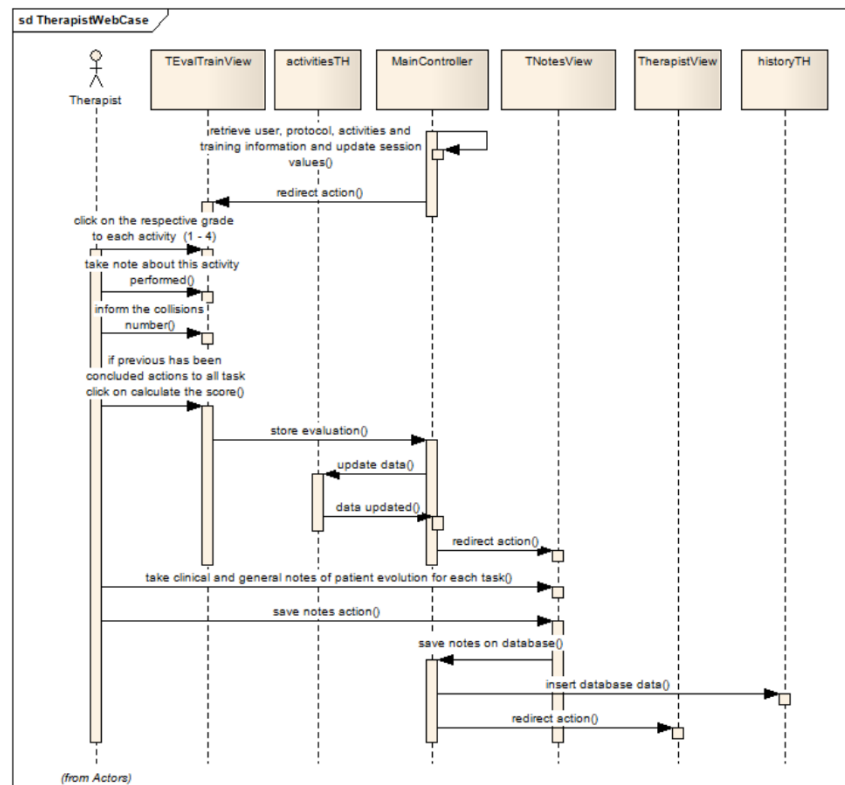 sd TherapistWebCase
Therapist
TEvalTrainView
activitiesTH
MainController
TNotesView
TherapistView
historyTH
retrieve user, protocol, activities and
training information and update session
values()
redirect action()
click on the respective grade
to each activity (1 - 4)
take note about this activity
performed()
inform the collisions
number()
if previous has been
concluded actions to all task
click on calculate the score()
store evaluation()
update data()
data updated()
redirect action()
take clinical and general notes of patient evolution for each task()
save notes action()
save notes on database()
insert database data()
redirect action()
(from Actors)